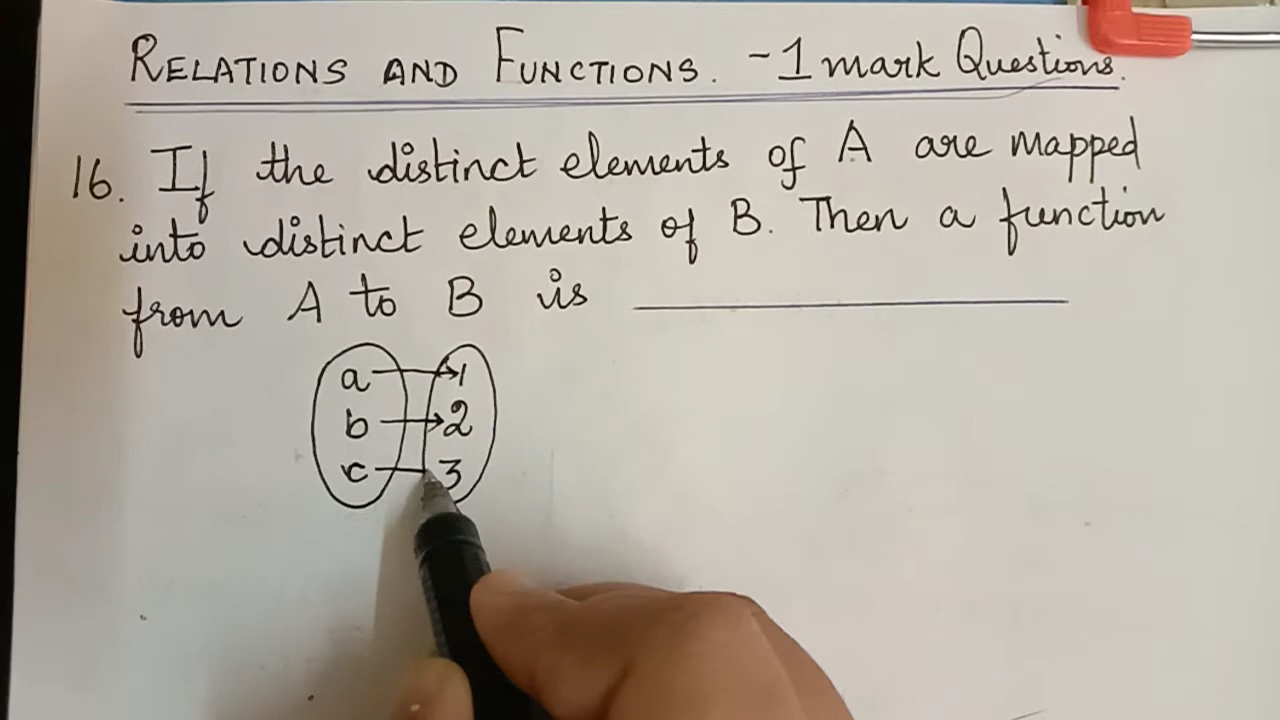 RELATIONS AND FUNCTIONS. - 1 mark Questions.
16. If the distinct elements of A are mapped
into distinct elements of B. Then a function
from A to B is
a 1
b 2
c 3